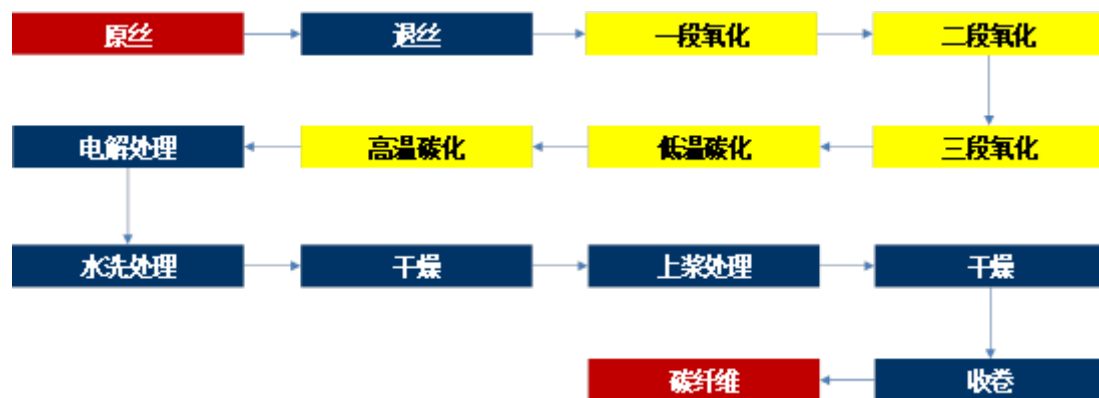 原丝
退丝
一段氧化
二段氧化
三段氧化
低温碳化
高温碳化
电解处理
水洗处理
干燥
上浆处理
干燥
收卷
碳纤维